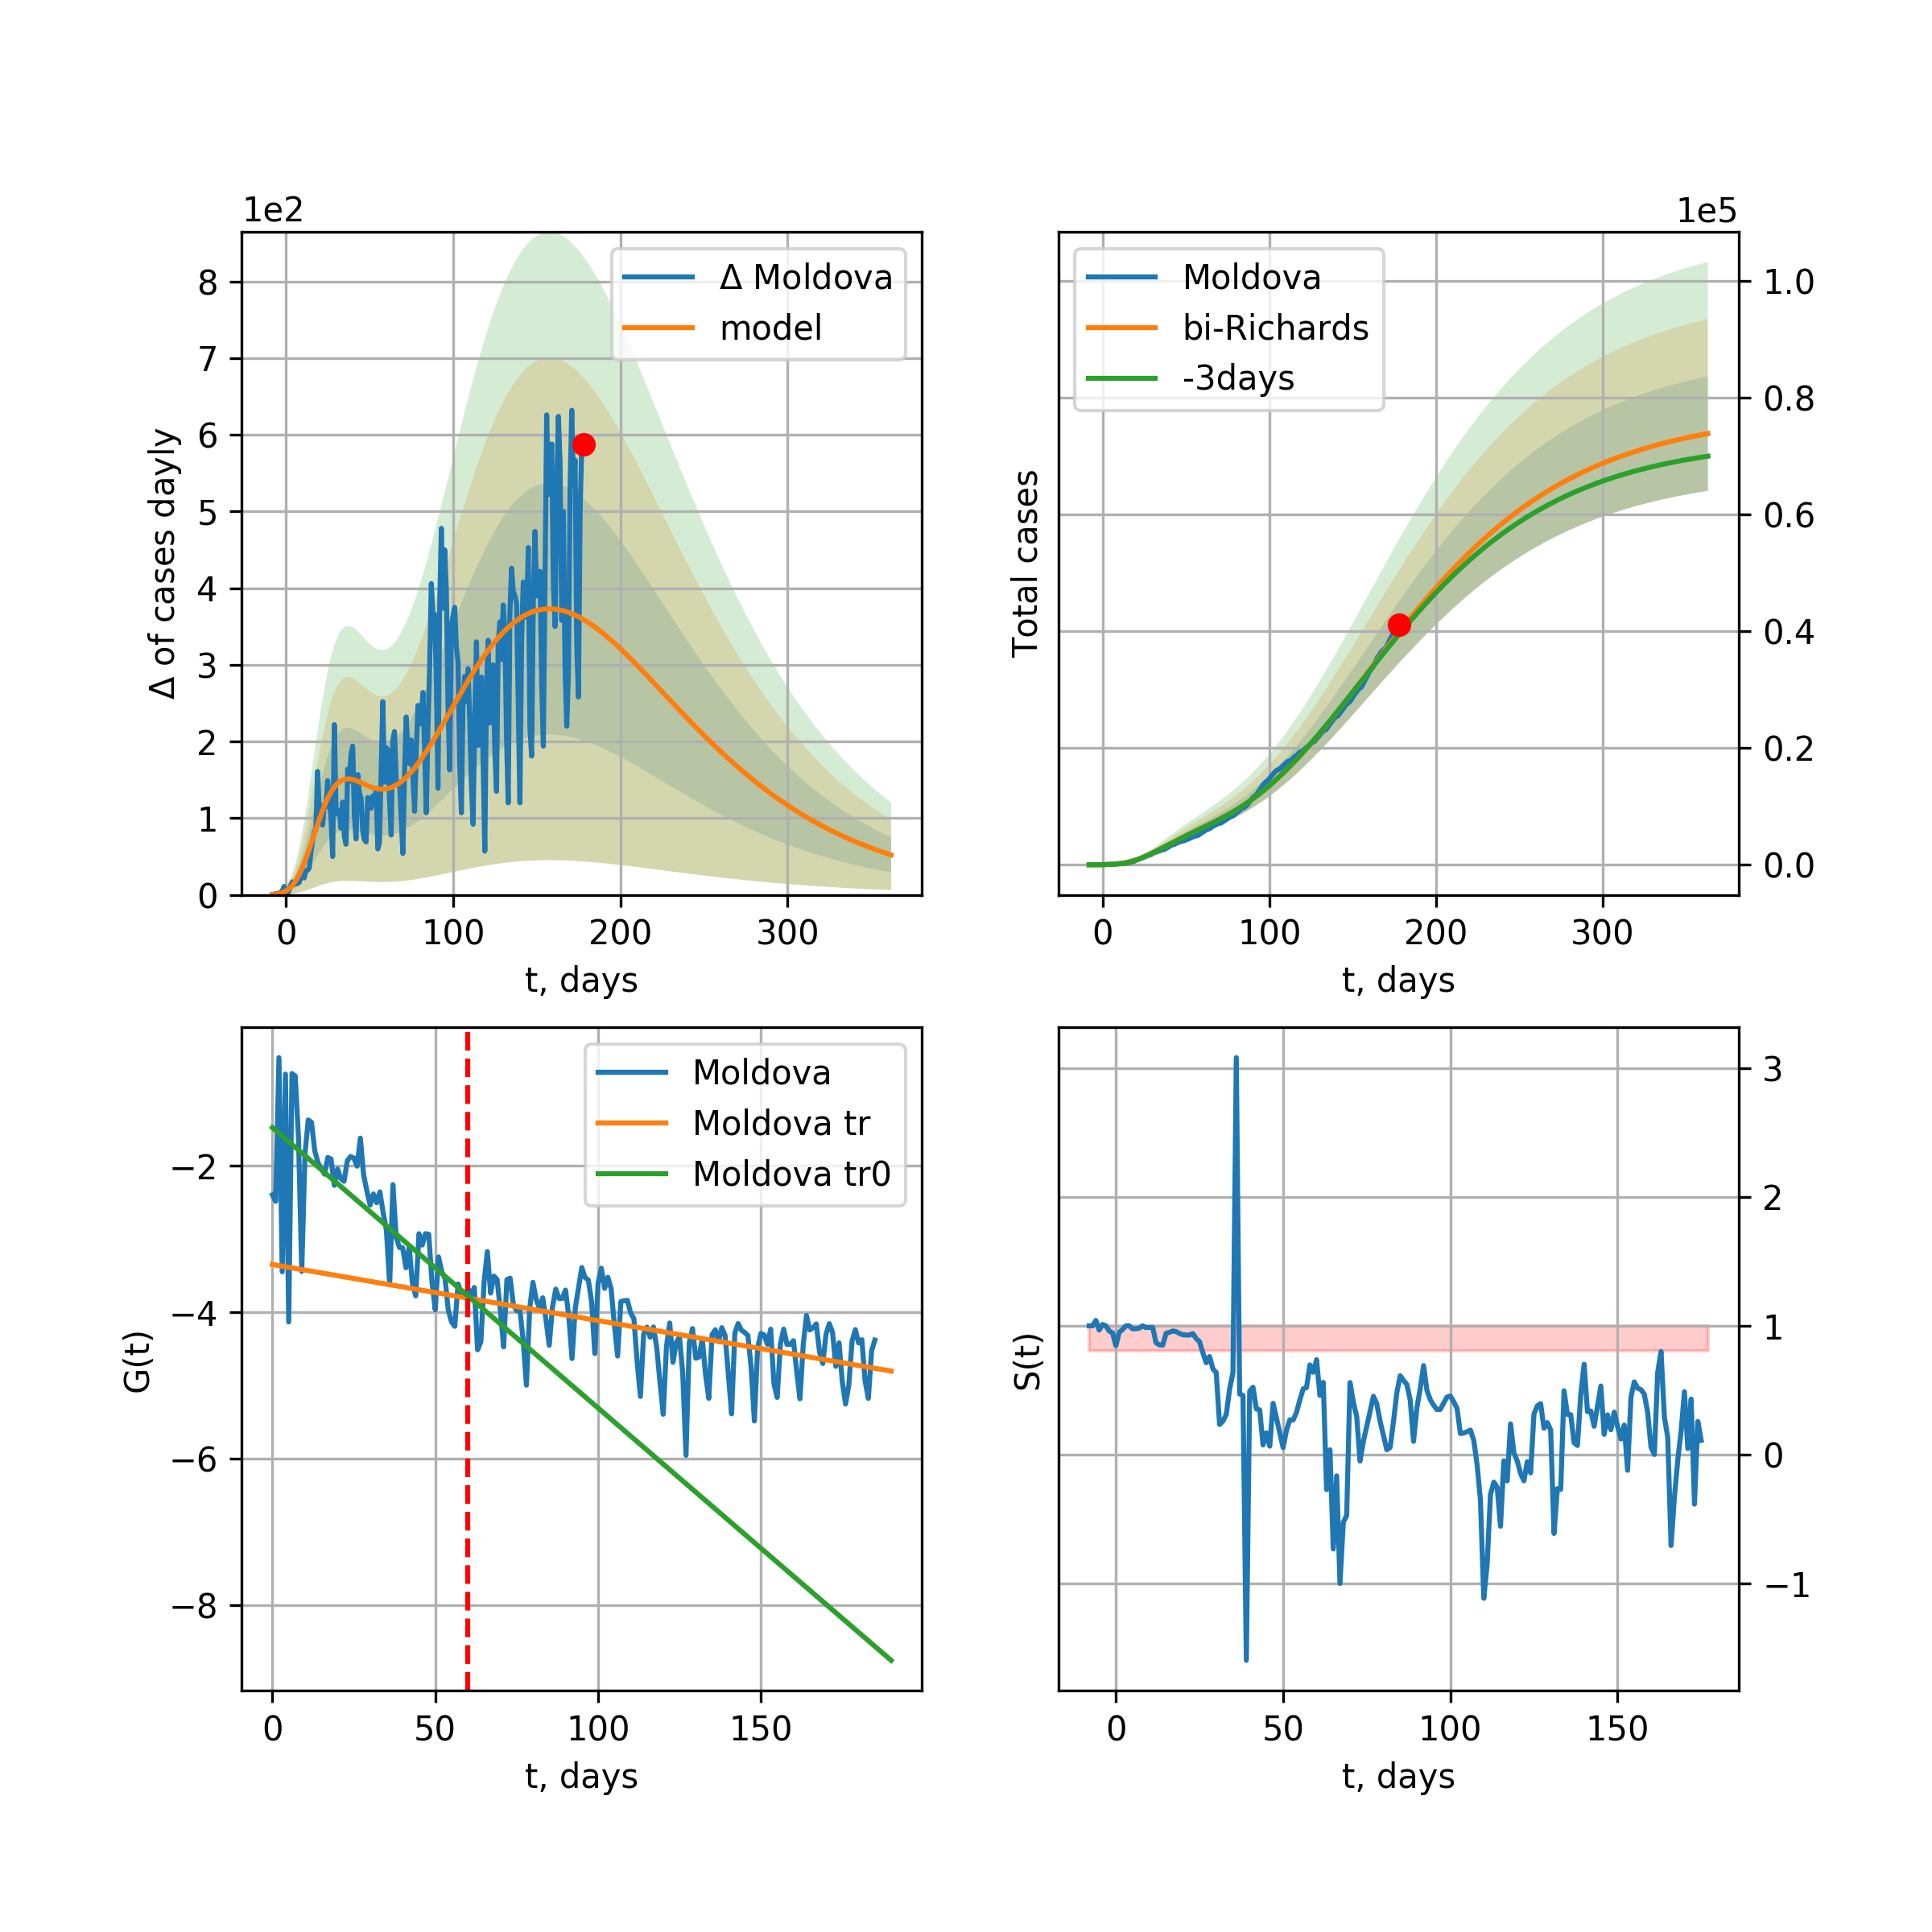 1e2
Δ of cases dayly
8
7
6
5
4
3
2
1
0
Δ Moldova
model
0 100 200 300
t, days
1e5
Total cases
Moldova
bi-Richards
-3days
1.0
0.8
0.6
0.4
0.2
0.0
0 100 200 300
t, days
G(t)
−2
−4
−6
−8
Moldova
Moldova tr
Moldova tr0
0 50 100 150
t, days
S(t)
3
2
1
0
−1
0 50 100 150
t, days